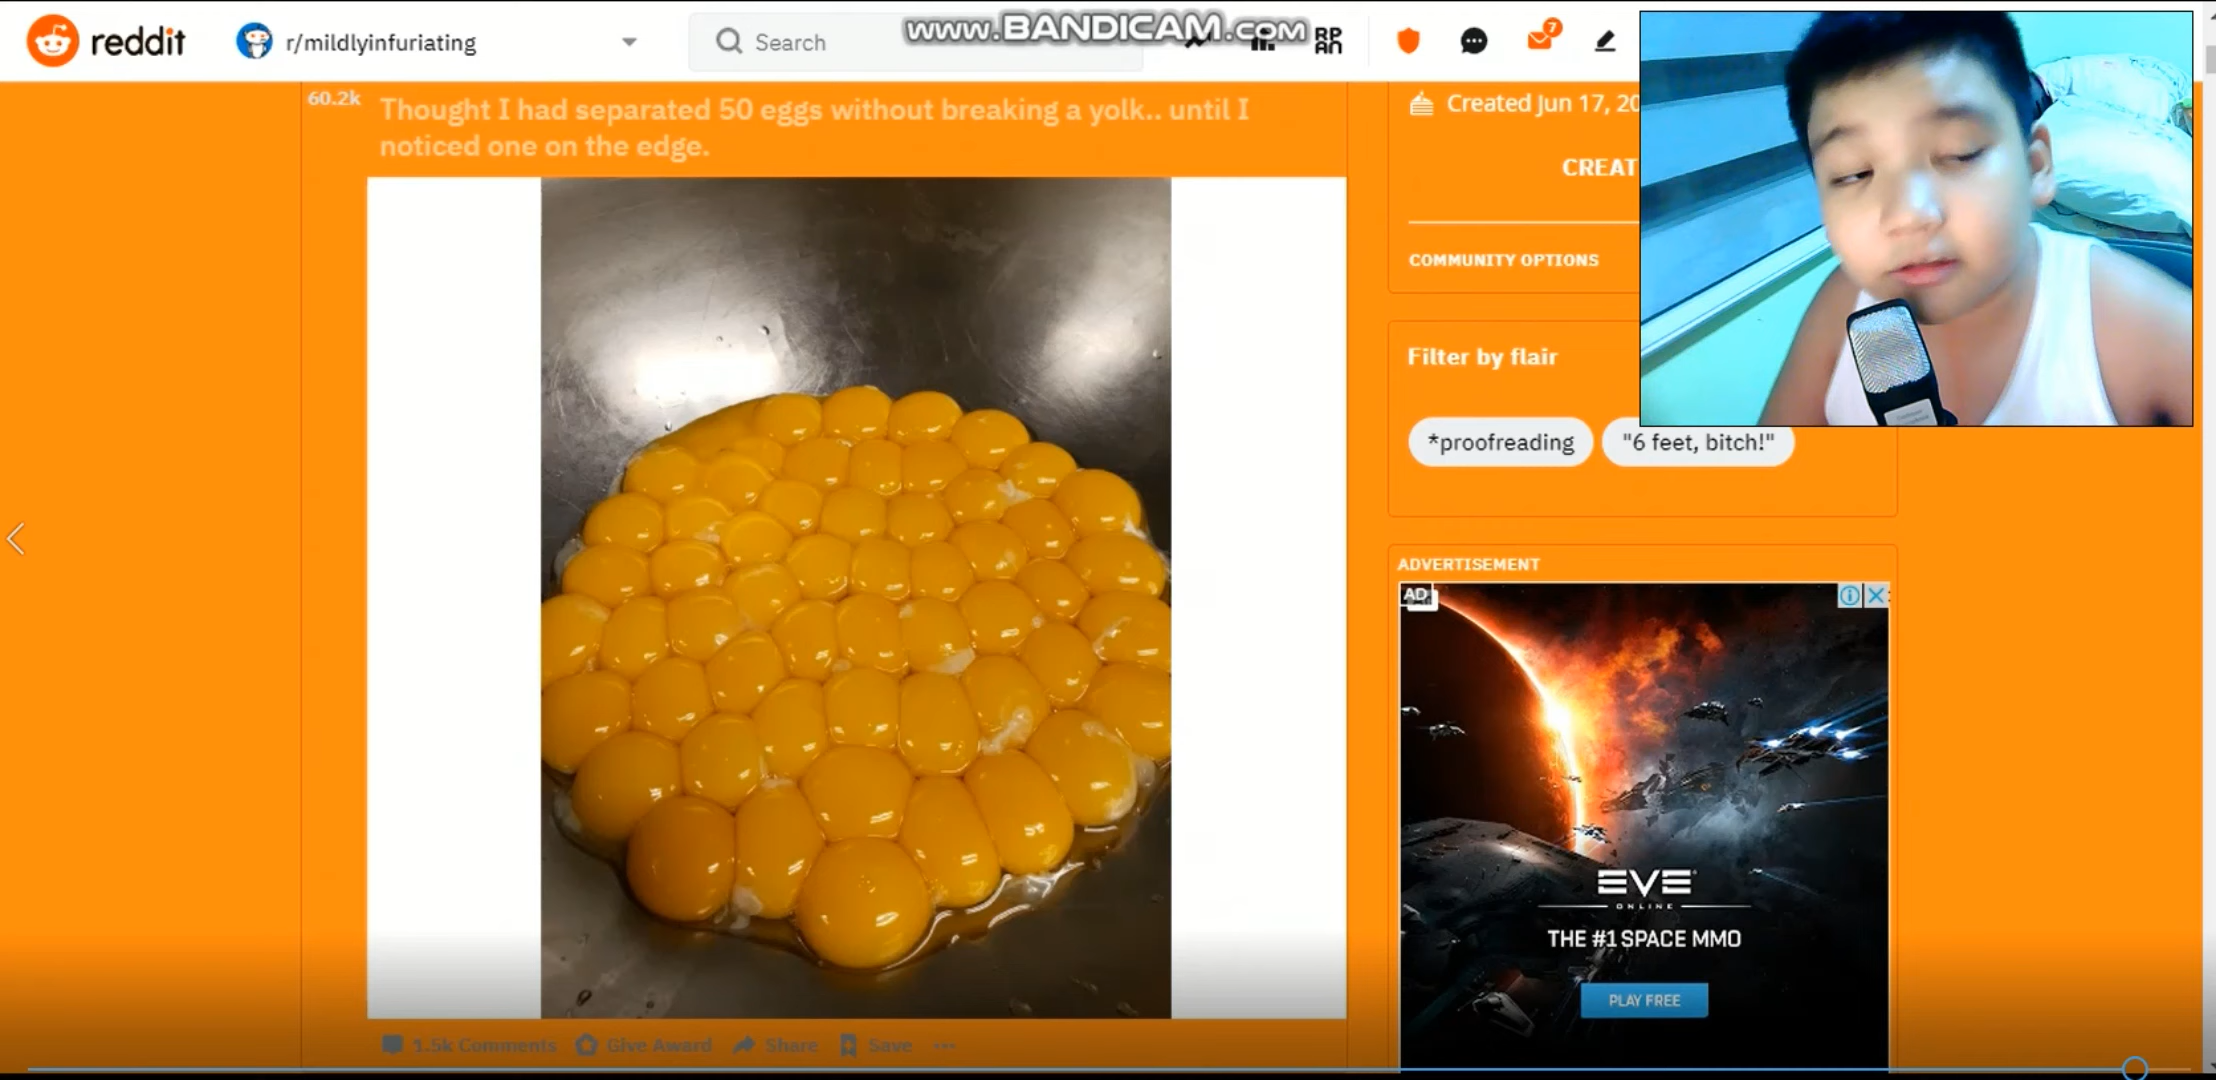 reddit
r/mildlyinfuriating
Search
www.BANDICAM.com
RPAN
7
60.2k
Thought I had separated 50 eggs without breaking a yolk.. until I
noticed one on the edge.
Created Jun 17, 20
CREAT
COMMUNITY OPTIONS
Filter by flair
*proofreading
"6 feet, bitch!"
ADVERTISEMENT
AD
EVE
ONLINE
THE #1 SPACE MMO
PLAY FREE
1.5k Comments
Give Award
Share
Save